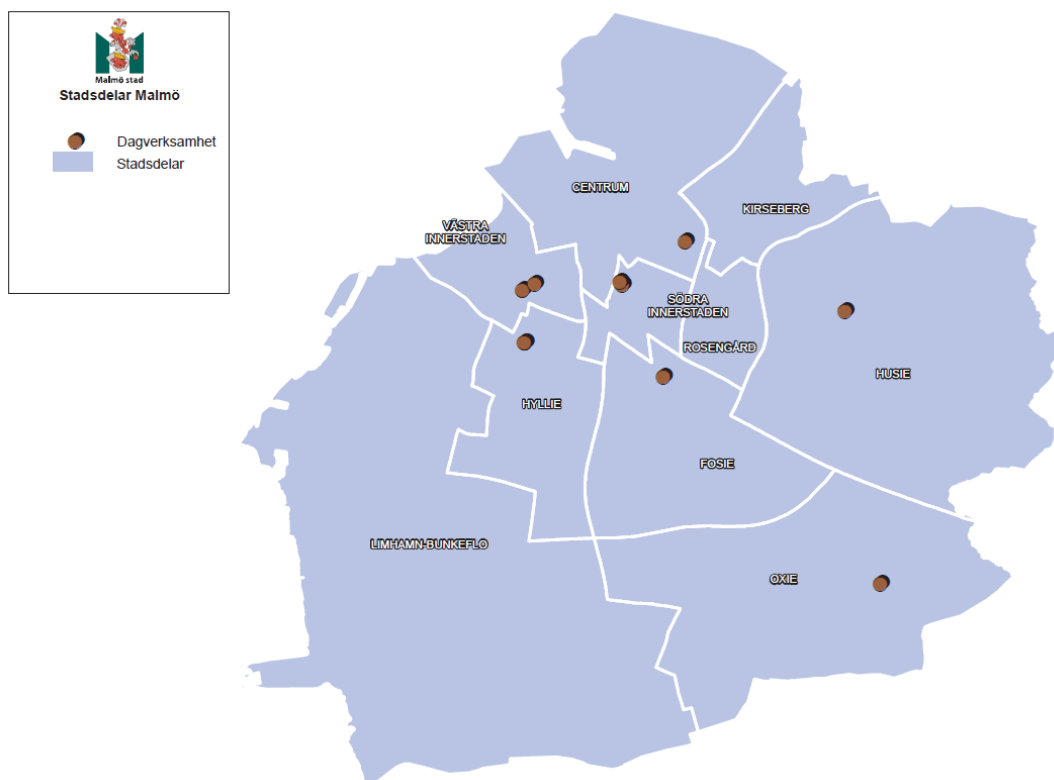 Malmö stad
Stadsdelar Malmö
Dagverksamhet
Stadsdelar
CENTRUM
KIRSEBERG
VÄSTRA
INNERSTADEN
SÖDRA
INNERSTADEN
ROSENGÅRD
HUSIE
HYLLIE
FOSIE
LIMHAMN-BUNKEFLO
OXIE